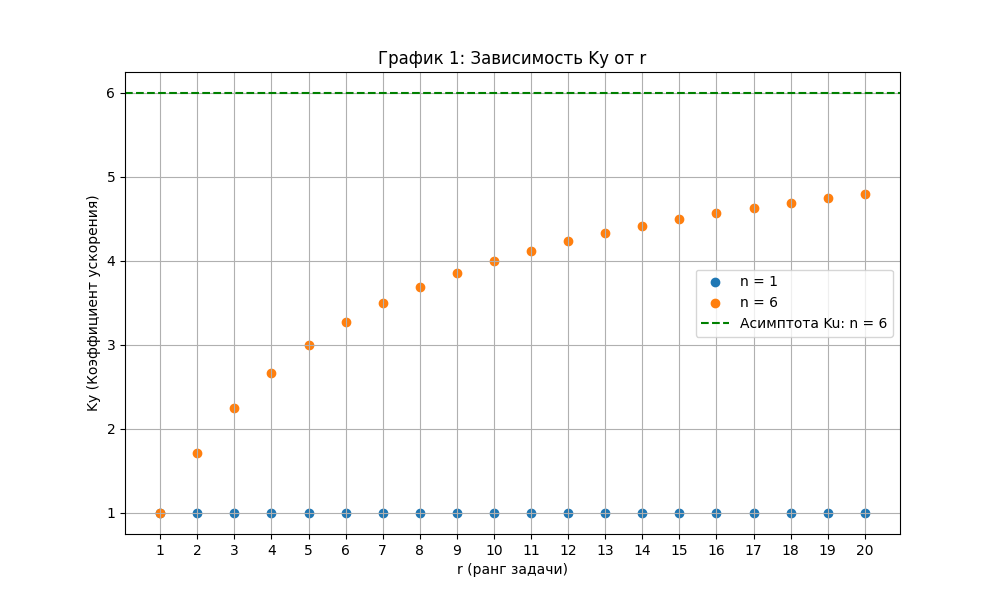 График 1: Зависимость Ky от r
Ky (Коэффициент ускорения)
6
5
4
3
2
1
n = 1
n = 6
Асимптота Ku: n = 6
1 2 3 4 5 6 7 8 9 10 11 12 13 14 15 16 17 18 19 20
r (ранг задачи)